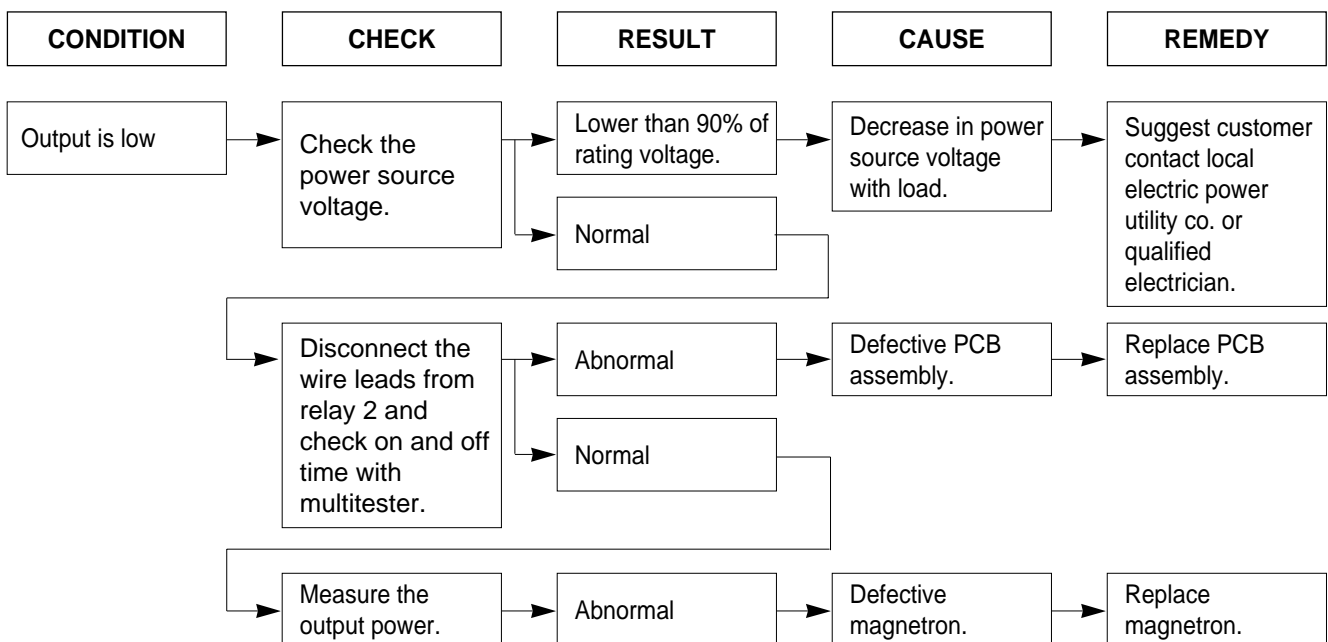 CONDITION
CHECK
RESULT
CAUSE
REMEDY
Output is low
Check the
power source
voltage.
Lower than 90% of
rating voltage.
Decrease in power
source voltage
with load.
Suggest customer
contact local
electric power
utility co. or
qualified
electrician.
Normal
Disconnect the
wire leads from
relay 2 and
check on and off
time with
multitester.
Abnormal
Defective PCB
assembly.
Replace PCB
assembly.
Normal
Measure the
output power.
Abnormal
Defective
magnetron.
Replace
magnetron.